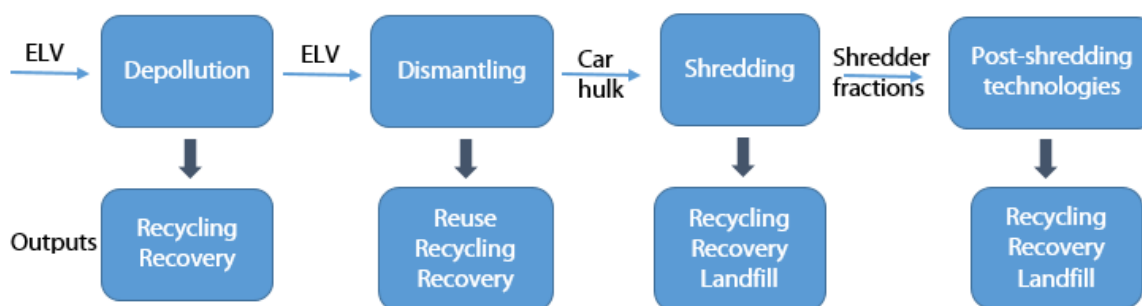 ELV
Depollution
ELV
Dismantling
Car
hulk
Shredding
Shredder
fractions
Post-shredding
technologies
Outputs
Recycling
Recovery
Reuse
Recycling
Recovery
Recycling
Recovery
Landfill
Recycling
Recovery
Landfill